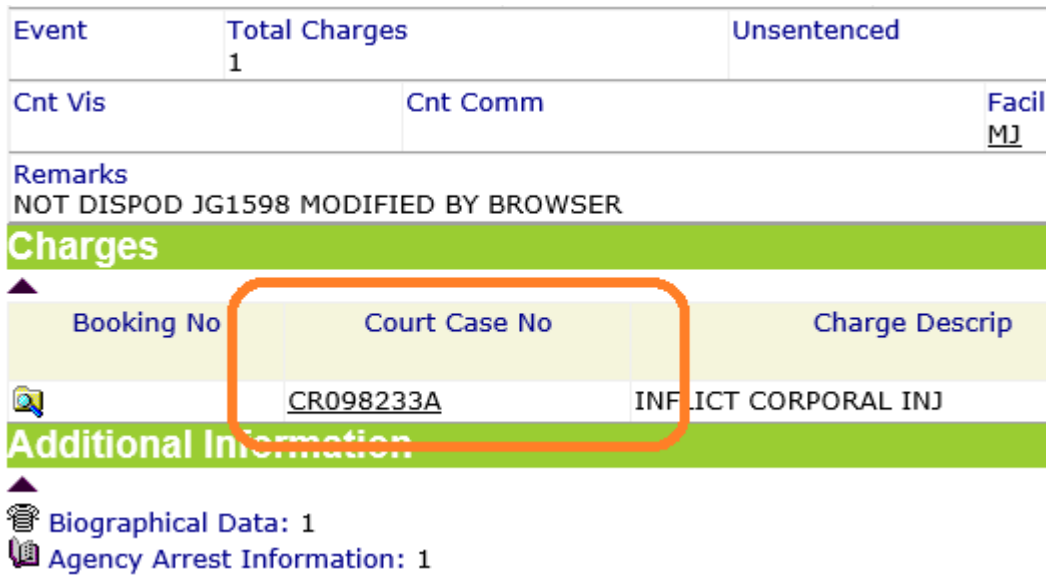 Event Total Charges Unsentenced
1
Cnt Vis Cnt Comm Facil
MJ
Remarks
NOT DISPOD JG1598 MODIFIED BY BROWSER
Charges
Booking No Court Case No Charge Descrip
CR098233A INFLICT CORPORAL INJ
Additional Information
Biographical Data: 1
Agency Arrest Information: 1